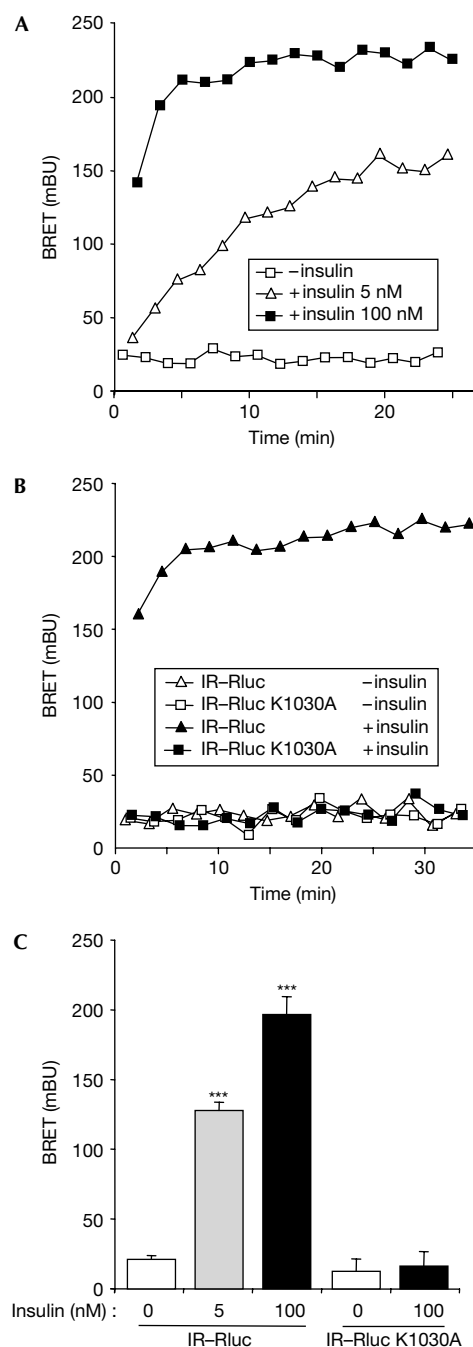 A
250
200
150
100
50
0
BRET (mBU)
−insulin
+insulin 5 nM
+insulin 100 nM
0 10 20
Time (min)
B
250
200
150
100
50
0
BRET (mBU)
IR–Rluc −insulin
IR–Rluc K1030A −insulin
IR–Rluc +insulin
IR–Rluc K1030A +insulin
0 10 20 30
Time (min)
C
250
200
150
100
50
0
BRET (mBU)
***
***
Insulin (nM) : 0 5 100 0 100
IR–Rluc IR–Rluc K1030A